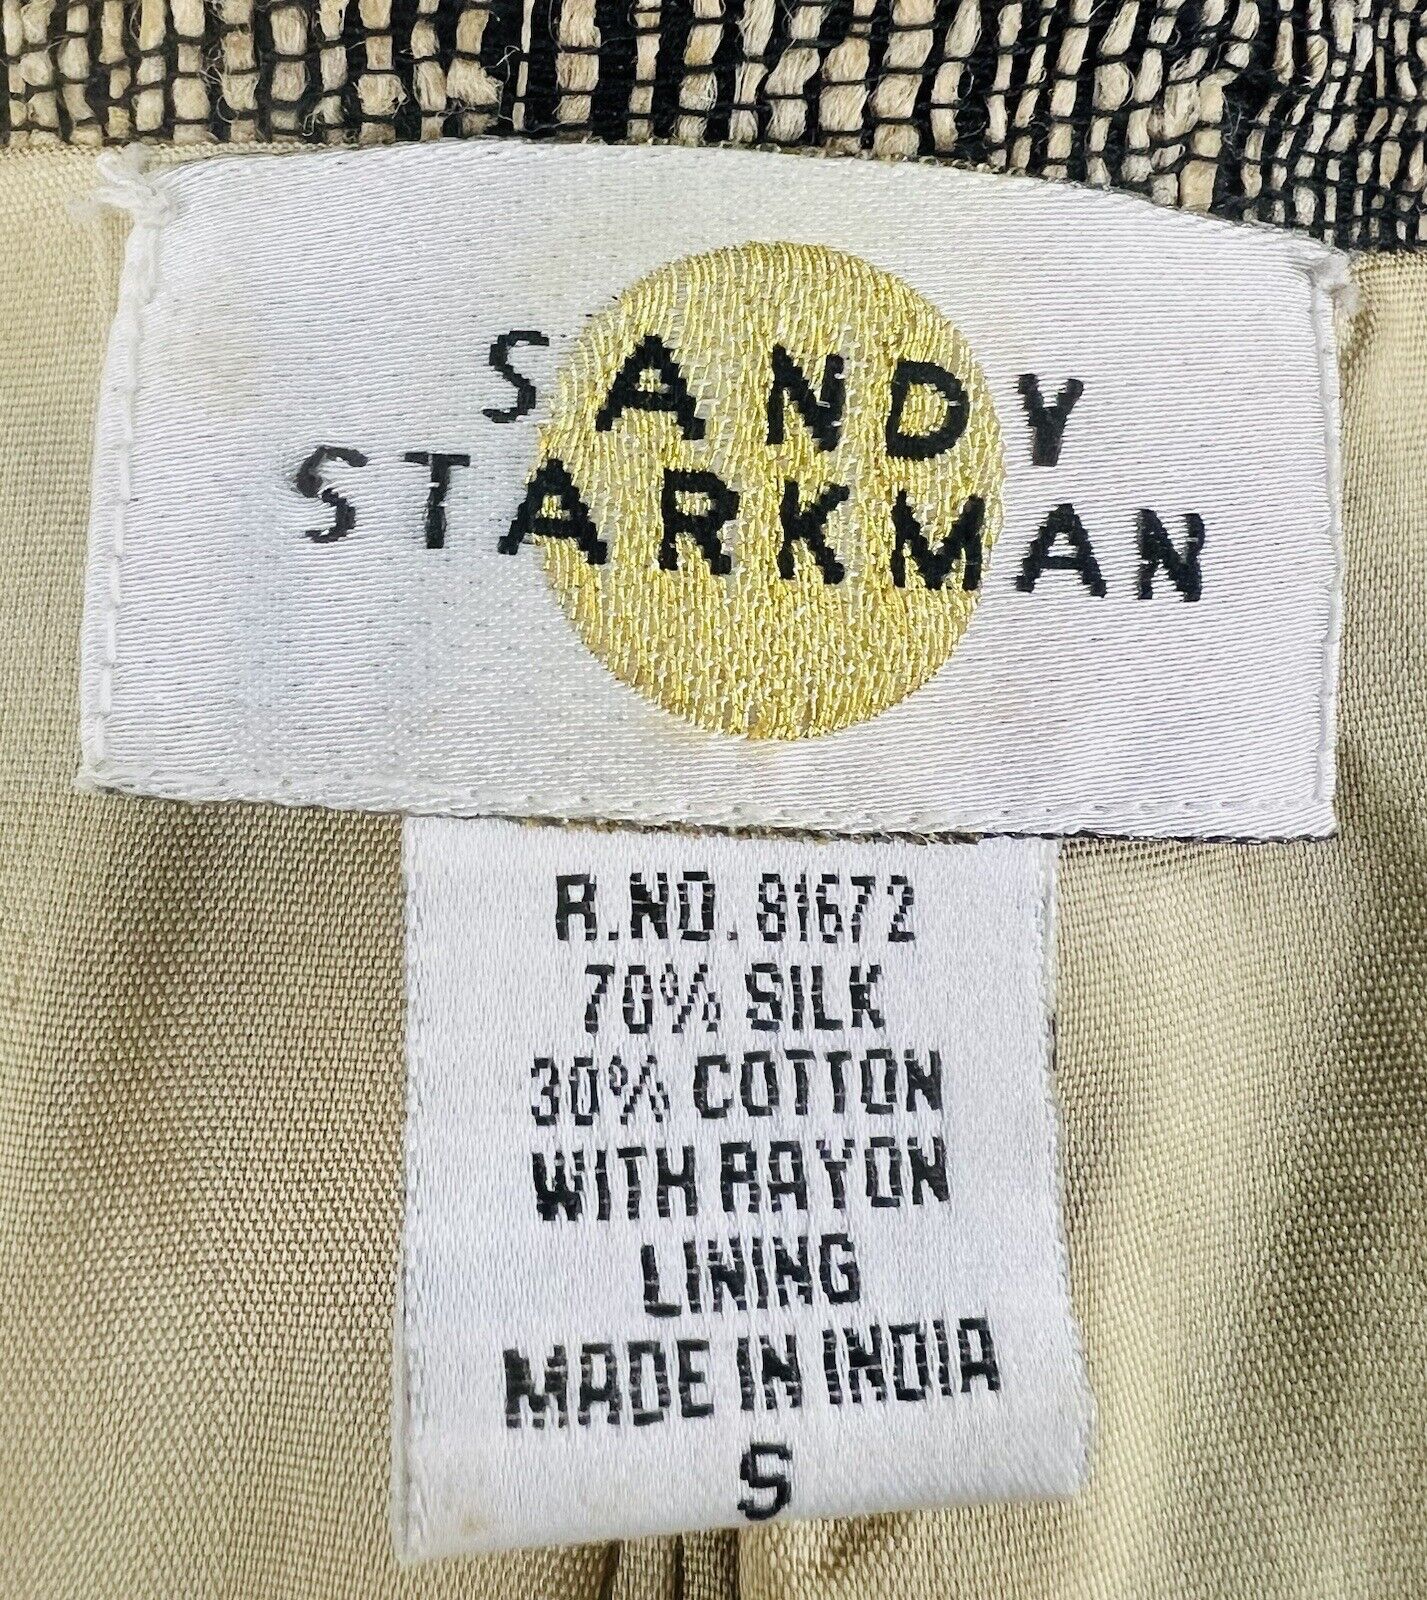 SANDY
STARKMAN
R.NO. 81672
70% SILK
30% COTTON
WITH RAYON
LINING
MADE IN INDIA
S